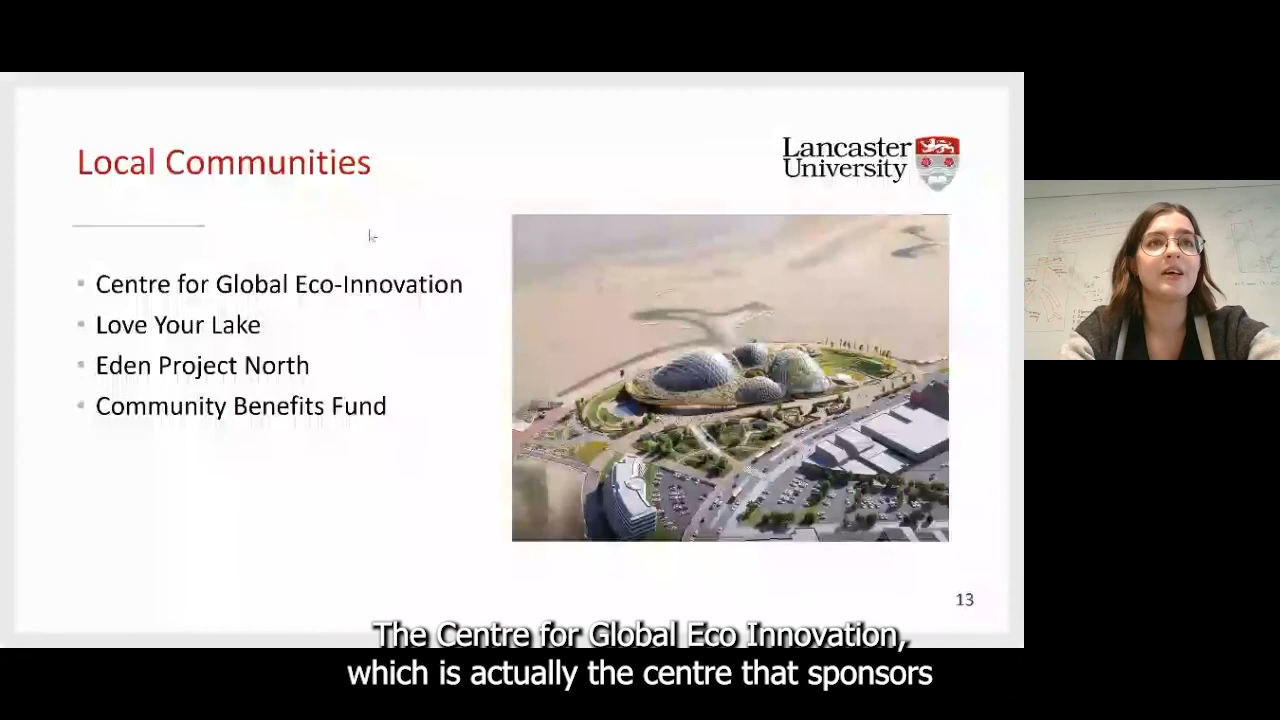 Local Communities
Lancaster
University
Centre for Global Eco-Innovation
Love Your Lake
Eden Project North
Community Benefits Fund
13
The Centre for Global Eco Innovation,
which is actually the centre that sponsors